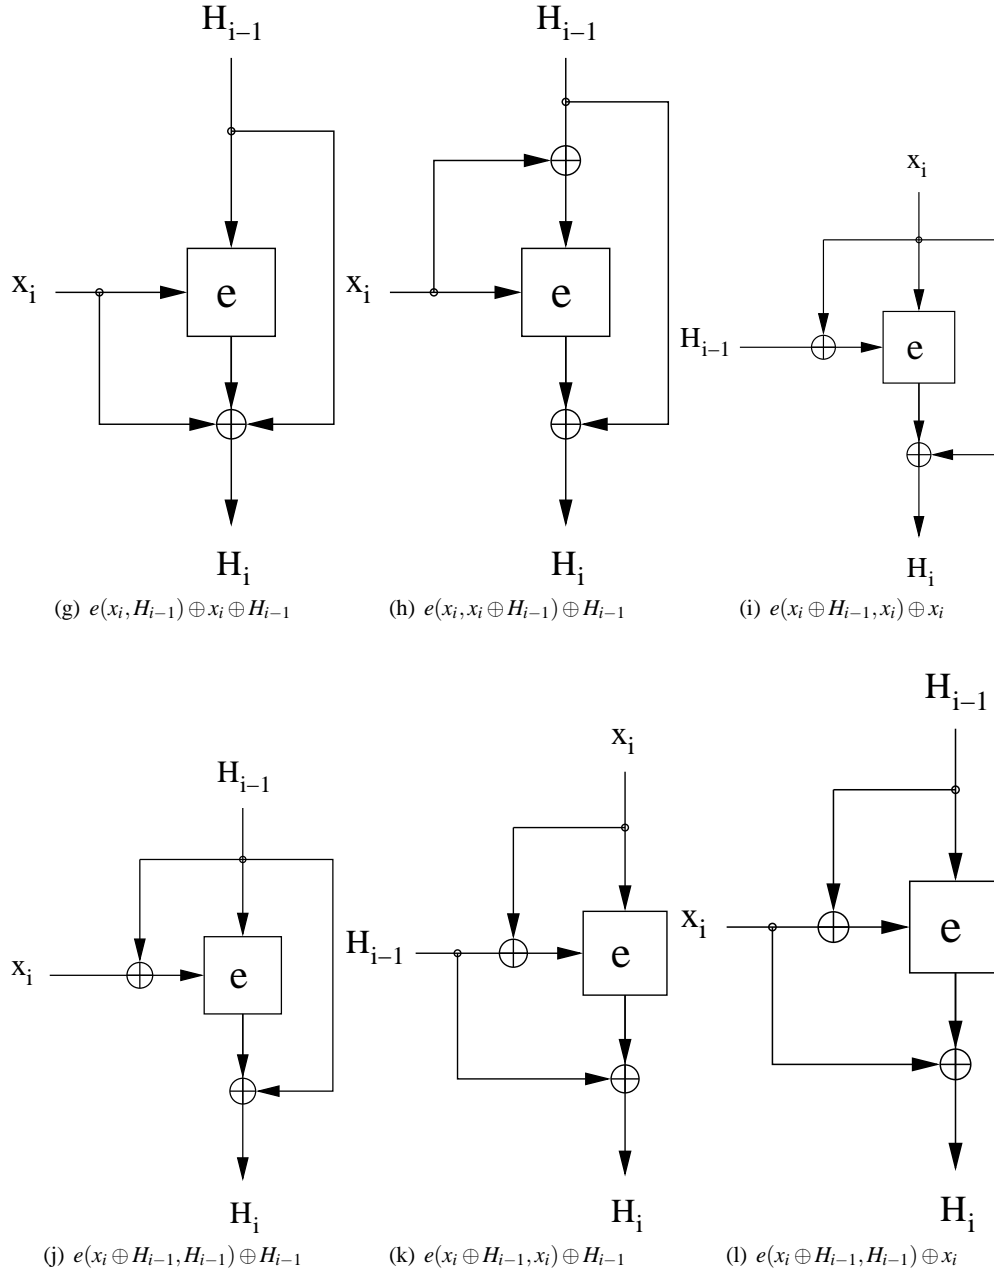 H_{i−1} H_{i−1}
x_i
x_i e x_i e
H_{i−1} e
H_i H_i H_i
(g) e(x_i, H_{i−1}) ⊕ x_i ⊕ H_{i−1} (h) e(x_i, x_i ⊕ H_{i−1}) ⊕ H_{i−1} (i) e(x_i ⊕ H_{i−1}, x_i) ⊕ x_i
H_{i−1}
x_i
H_{i−1}
x_i e H_{i−1} e x_i e
H_i H_i H_i
(j) e(x_i ⊕ H_{i−1}, H_{i−1}) ⊕ H_{i−1} (k) e(x_i ⊕ H_{i−1}, x_i) ⊕ H_{i−1} (l) e(x_i ⊕ H_{i−1}, H_{i−1}) ⊕ x_i